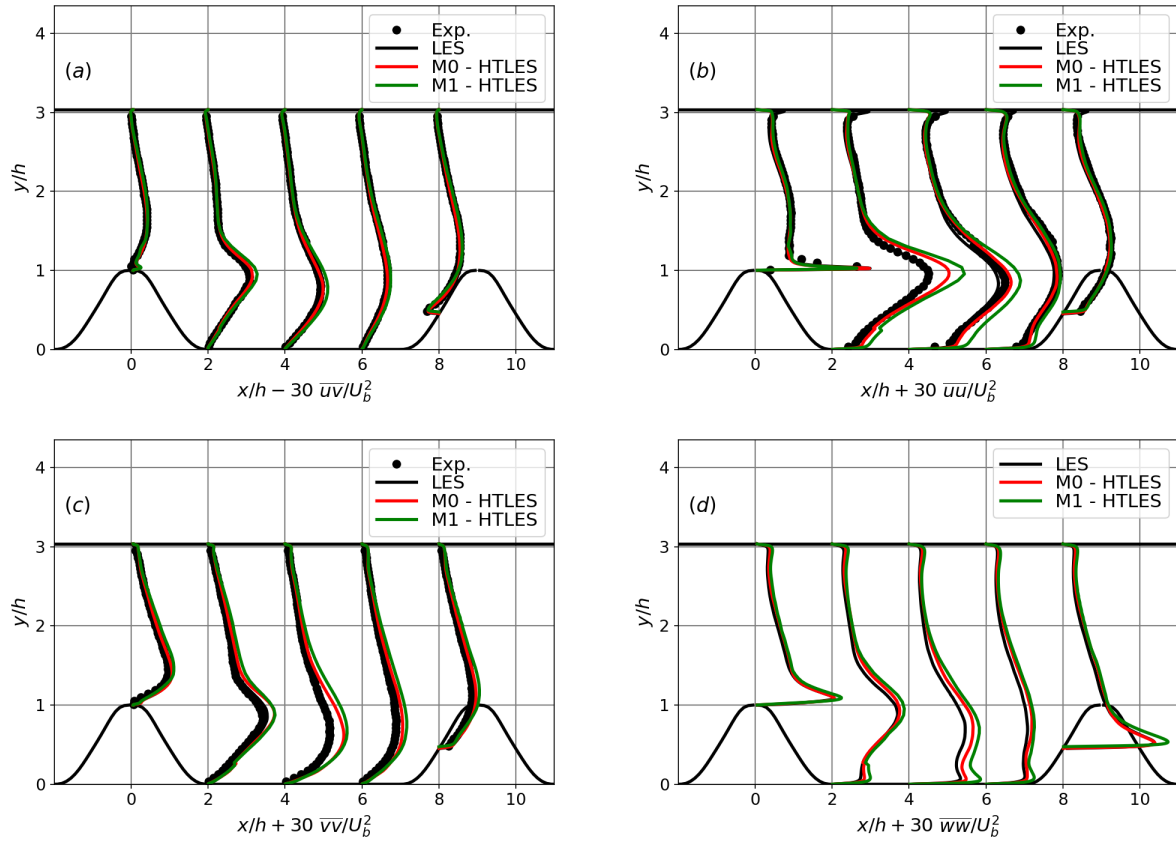 (a)
Exp.
LES
M0 - HTLES
M1 - HTLES
4
3
2
1
0
y/h
0 2 4 6 8 10
x/h − 30 u̅v̅/U_b^2
(b)
Exp.
LES
M0 - HTLES
M1 - HTLES
4
3
2
1
0
y/h
0 2 4 6 8 10
x/h + 30 u̅u̅/U_b^2
(c)
Exp.
LES
M0 - HTLES
M1 - HTLES
4
3
2
1
0
y/h
0 2 4 6 8 10
x/h + 30 v̅v̅/U_b^2
(d)
LES
M0 - HTLES
M1 - HTLES
4
3
2
1
0
y/h
0 2 4 6 8 10
x/h + 30 w̅w̅/U_b^2